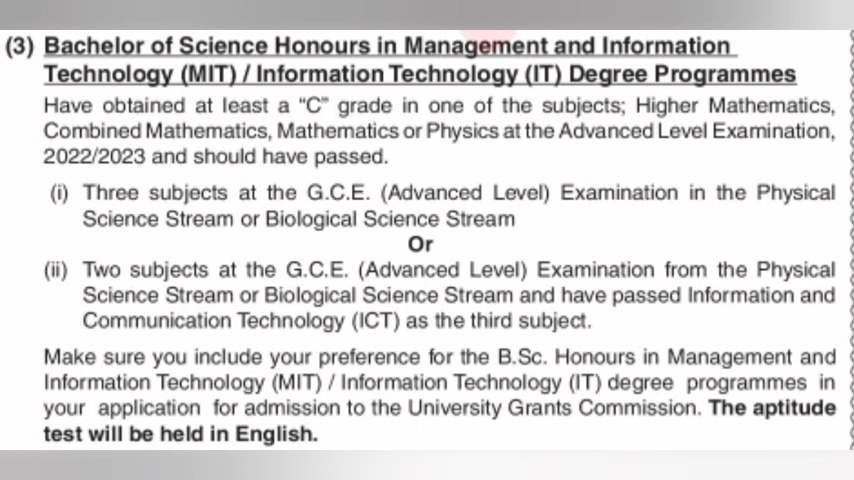 (3) Bachelor of Science Honours in Management and Information
Technology (MIT) / Information Technology (IT) Degree Programmes
Have obtained at least a “C” grade in one of the subjects; Higher Mathematics,
Combined Mathematics, Mathematics or Physics at the Advanced Level Examination,
2022/2023 and should have passed.
(i) Three subjects at the G.C.E. (Advanced Level) Examination in the Physical
Science Stream or Biological Science Stream
Or
(ii) Two subjects at the G.C.E. (Advanced Level) Examination from the Physical
Science Stream or Biological Science Stream and have passed Information and
Communication Technology (ICT) as the third subject.
Make sure you include your preference for the B.Sc. Honours in Management and
Information Technology (MIT) / Information Technology (IT) degree programmes in
your application for admission to the University Grants Commission. The aptitude
test will be held in English.